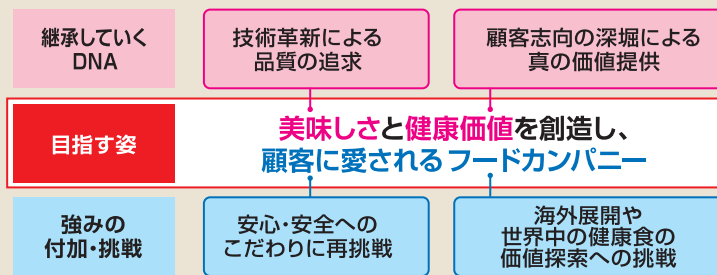 継承していく
DNA
技術革新による
品質の追求
顧客志向の深堀による
真の価値提供
目指す姿
美味しさと健康価値を創造し、
顧客に愛されるフードカンパニー
強みの
付加・挑戦
安心・安全への
こだわりに再挑戦
海外展開や
世界中の健康食の
価値探索への挑戦